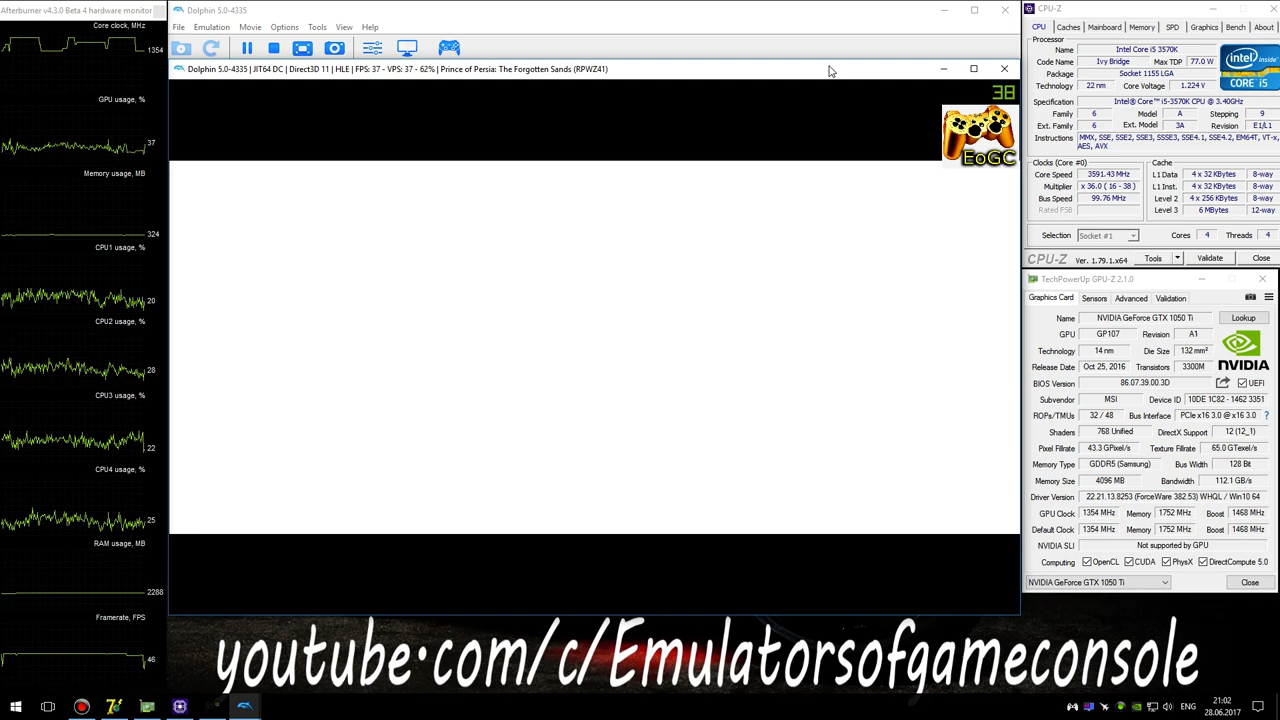 Afterburner v4.3.0 Beta 4 hardware monitor
Core clock, MHz
1354
GPU usage, %
37
Memory usage, MB
324
CPU1 usage, %
20
CPU2 usage, %
28
CPU3 usage, %
22
CPU4 usage, %
25
RAM usage, MB
2288
Framerate, FPS
46
Dolphin 5.0-4335
File Emulation Movie Options Tools View Help
Dolphin 5.0-4335 | JIT64 DC | Direct3D 11 | HLE | FPS: 37 - VPS: 37 - 62% | Prince of Persia: The Forgotten Sands (RPWZ41)
38
EoGC
CPU-Z
CPU Caches Mainboard Memory SPD Graphics Bench About
Processor
Name Intel Core i5 3570K
Code Name Ivy Bridge Max TDP 77.0 W
Package Socket 1155 LGA
Technology 22 nm Core Voltage 1.224 V
intel inside
CORE i5
Specification Intel® Core™ i5-3570K CPU @ 3.40GHz
Family 6 Model A Stepping 9
Ext. Family 6 Ext. Model 3A Revision E1/L1
Instructions MMX, SSE, SSE2, SSE3, SSSE3, SSE4.1, SSE4.2, EM64T, VT-x,
AES, AVX
Clocks (Core #0) Cache
Core Speed 3591.43 MHz L1 Data 4 x 32 KBytes 8-way
Multiplier x 36.0 ( 16 - 38 ) L1 Inst. 4 x 32 KBytes 8-way
Bus Speed 99.76 MHz Level 2 4 x 256 KBytes 8-way
Rated FSB Level 3 6 MBytes 12-way
Selection Socket #1 Cores 4 Threads 4
CPU-Z Ver. 1.79.1.x64 Tools Validate Close
TechPowerUp GPU-Z 2.1.0
Graphics Card Sensors Advanced Validation
Name NVIDIA GeForce GTX 1050 Ti Lookup
GPU GP107 Revision A1
Technology 14 nm Die Size 132 mm²
Release Date Oct 25, 2016 Transistors 3300M
NVIDIA
BIOS Version 86.07.39.00.3D UEFI
Subvendor MSI Device ID 10DE 1C82 - 1462 3351
ROPs/TMUs 32 / 48 Bus Interface PCIe x16 3.0 @ x16 3.0 ?
Shaders 768 Unified DirectX Support 12 (12_1)
Pixel Fillrate 43.3 GPixel/s Texture Fillrate 65.0 GTexel/s
Memory Type GDDR5 (Samsung) Bus Width 128 Bit
Memory Size 4096 MB Bandwidth 112.1 GB/s
Driver Version 22.21.13.8253 (ForceWare 382.53) WHQL / Win10 64
GPU Clock 1354 MHz Memory 1752 MHz Boost 1468 MHz
Default Clock 1354 MHz Memory 1752 MHz Boost 1468 MHz
NVIDIA SLI Not supported by GPU
Computing OpenCL CUDA PhysX DirectCompute 5.0
NVIDIA GeForce GTX 1050 Ti Close
youtube.com/c/Emulatorsofgameconsole
ENG
21:02
28.06.2017